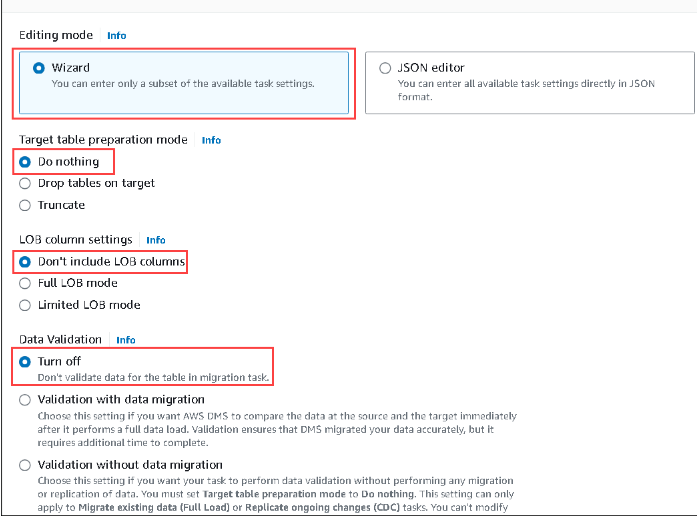 Editing mode Info
Wizard
You can enter only a subset of the available task settings.
JSON editor
You can enter all available task settings directly in JSON
format.
Target table preparation mode Info
Do nothing
Drop tables on target
Truncate
LOB column settings Info
Don't include LOB columns
Full LOB mode
Limited LOB mode
Data Validation Info
Turn off
Don't validate data for the table in migration task.
Validation with data migration
Choose this setting if you want AWS DMS to compare the data at the source and the target immediately
after it performs a full data load. Validation ensures that DMS migrated your data accurately, but it
requires additional time to complete.
Validation without data migration
Choose this setting if you want your task to perform data validation without performing any migration
or replication of data. You must set Target table preparation mode to Do nothing. This setting can only
apply to Migrate existing data (Full Load) or Replicate ongoing changes (CDC) tasks. You can't modify